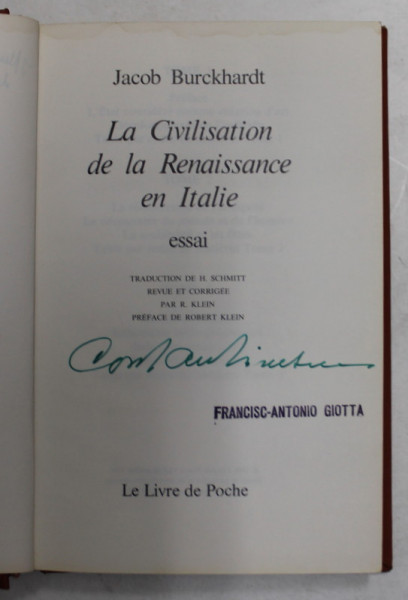 Jacob Burckhardt
La Civilisation
de la Renaissance
en Italie
essai
TRADUCTION DE H. SCHMITT
REVUE ET CORRIGÉE
PAR R. KLEIN
PRÉFACE DE ROBERT KLEIN
FRANCISC-ANTONIO GIOTTA
Le Livre de Poche